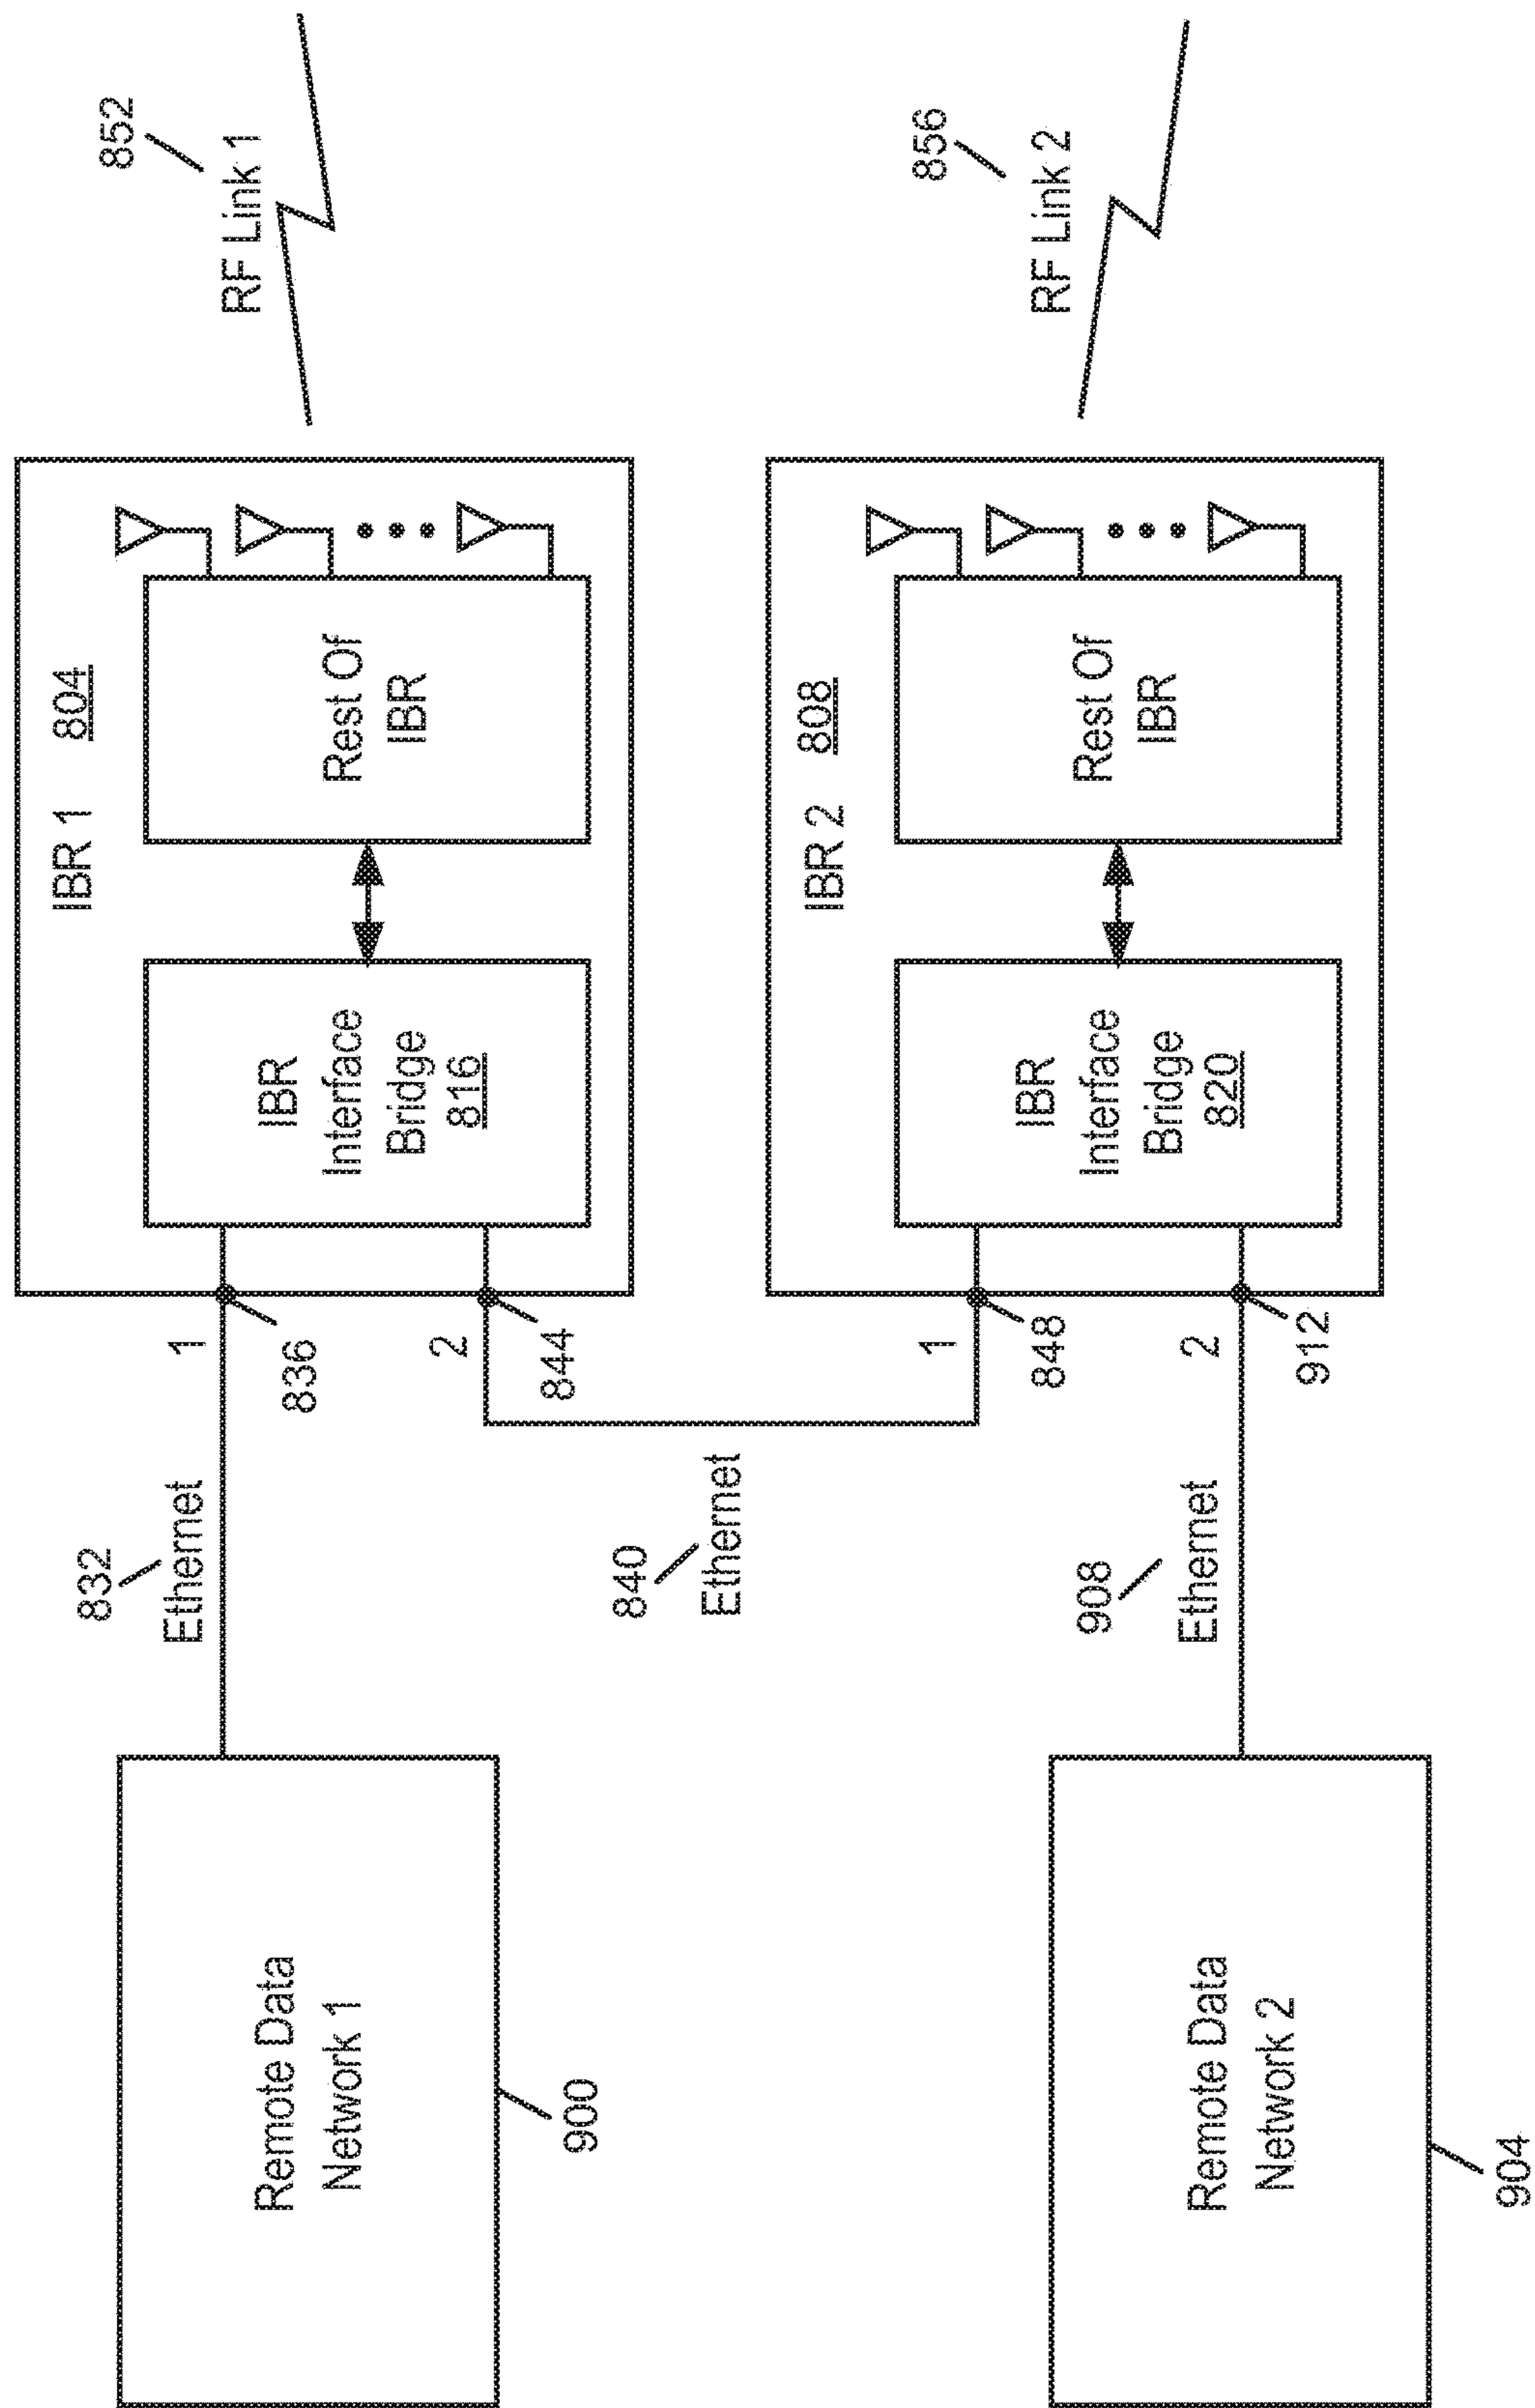 852
RF Link 1
IBR 1 804
Rest Of
IBR
IBR
Interface
Bridge
816
1
836
2
844
832
Ethernet
Remote Data
Network 1
900
840
Ethernet
856
RF Link 2
IBR 2 808
Rest Of
IBR
IBR
Interface
Bridge
820
1
848
2
912
908
Ethernet
Remote Data
Network 2
904